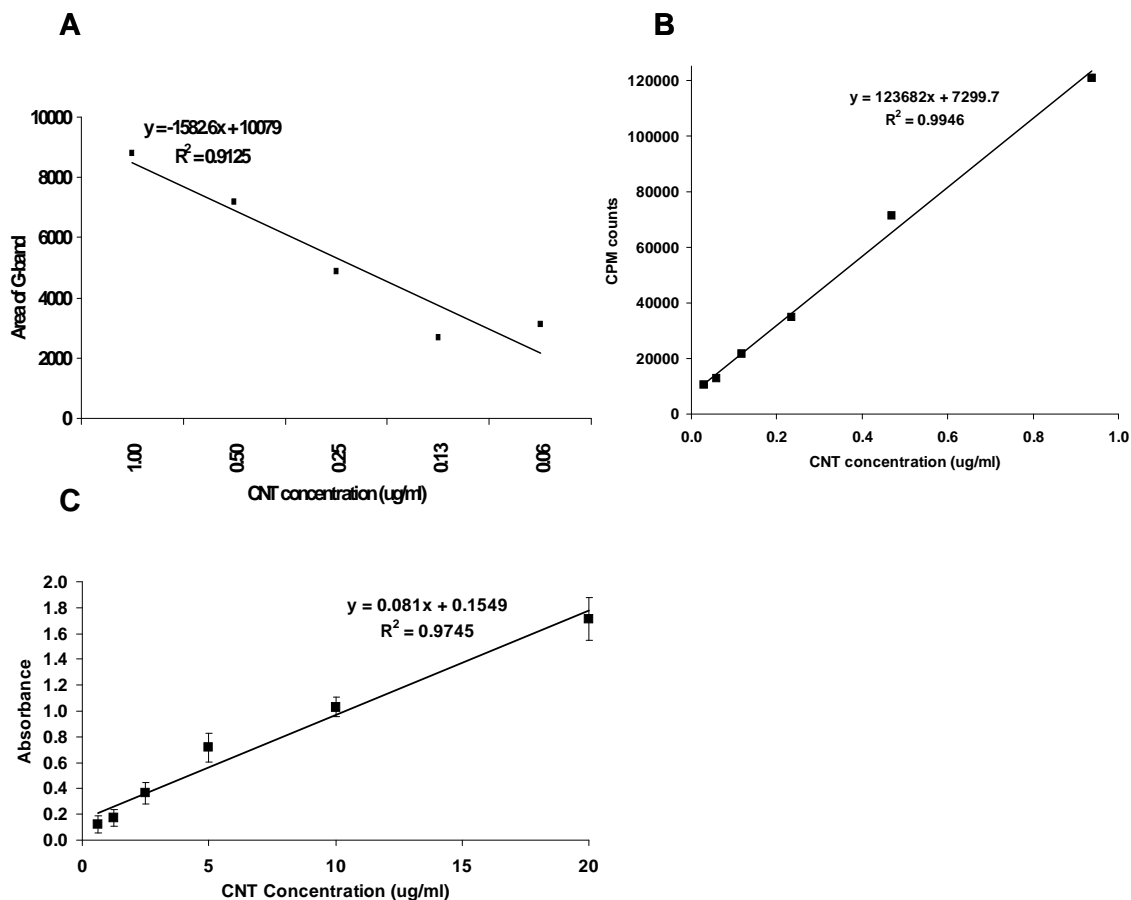 A
y = -1582.6x + 10079
R² = 0.9125
10000
8000
6000
4000
2000
0
Area of G-band
1.00 0.50 0.25 0.13 0.06
CNT concentration (ug/ml)
B
y = 123682x + 7299.7
R² = 0.9946
120000
100000
80000
60000
40000
20000
0
CPM counts
0.0 0.2 0.4 0.6 0.8 1.0
CNT concentration (ug/ml)
C
y = 0.081x + 0.1549
R² = 0.9745
2.0
1.8
1.6
1.4
1.2
1.0
0.8
0.6
0.4
0.2
0.0
Absorbance
0 5 10 15 20
CNT Concentration (ug/ml)